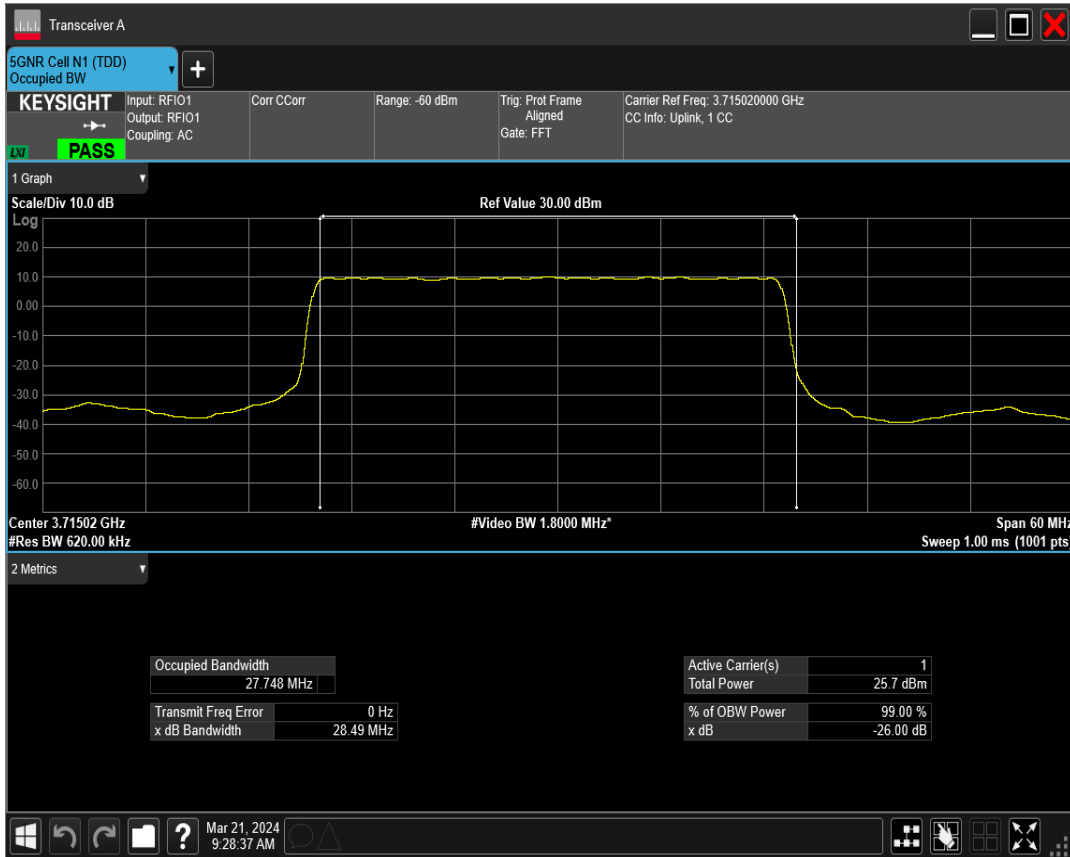 Transceiver A
5GNR Cell N1 (TDD)
Occupied BW
+
KEYSIGHT
LXI
PASS
Input: RFIO1
Output: RFIO1
Coupling: AC
Corr CCorr
Range: -60 dBm
Trig: Prot Frame
Aligned
Gate: FFT
Carrier Ref Freq: 3.715020000 GHz
CC Info: Uplink, 1 CC
1 Graph
Scale/Div 10.0 dB
Ref Value 30.00 dBm
Log
20.0
10.0
0.00
-10.0
-20.0
-30.0
-40.0
-50.0
-60.0
Center 3.71502 GHz
#Video BW 1.8000 MHz*
Span 60 MHz
#Res BW 620.00 kHz
Sweep 1.00 ms (1001 pts)
2 Metrics
Occupied Bandwidth
27.748 MHz
Transmit Freq Error 0 Hz
x dB Bandwidth 28.49 MHz
Active Carrier(s) 1
Total Power 25.7 dBm
% of OBW Power 99.00 %
x dB -26.00 dB
?
Mar 21, 2024
9:28:37 AM